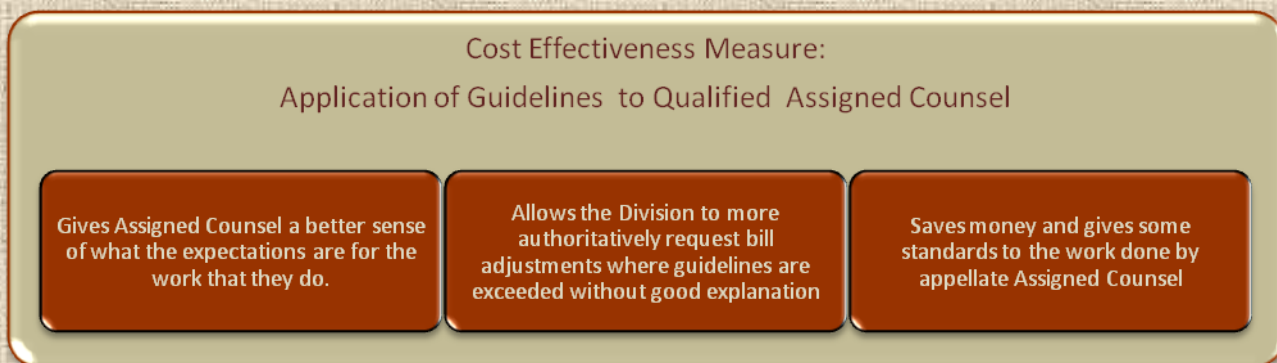 Cost Effectiveness Measure:
Application of Guidelines to Qualified Assigned Counsel
Gives Assigned Counsel a better sense
of what the expectations are for the
work that they do.
Allows the Division to more
authoritatively request bill
adjustments where guidelines are
exceeded without good explanation
Saves money and gives some
standards to the work done by
appellate Assigned Counsel